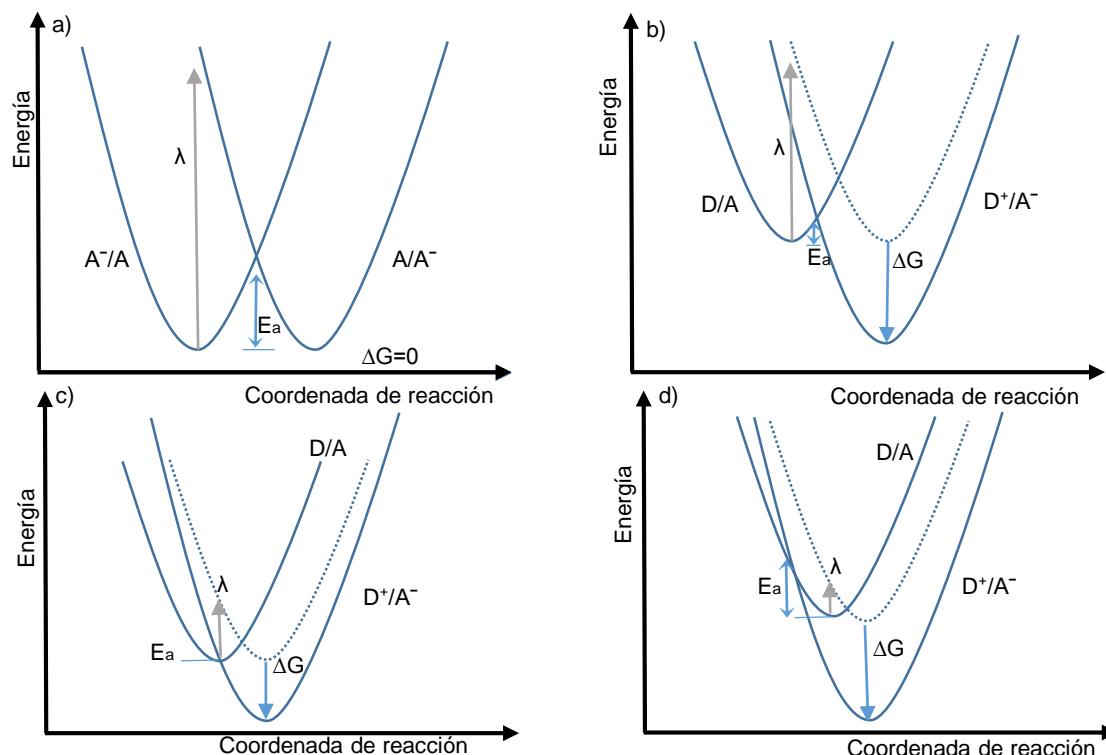 a)
Energía
λ
A⁻/A
A/A⁻
Ea
ΔG=0
Coordenada de reacción
b)
Energía
λ
D/A
D⁺/A⁻
Ea
ΔG
Coordenada de reacción
c)
Energía
D/A
λ
D⁺/A⁻
Ea
ΔG
Coordenada de reacción
d)
Energía
D/A
λ
Ea
D⁺/A⁻
ΔG
Coordenada de reacción